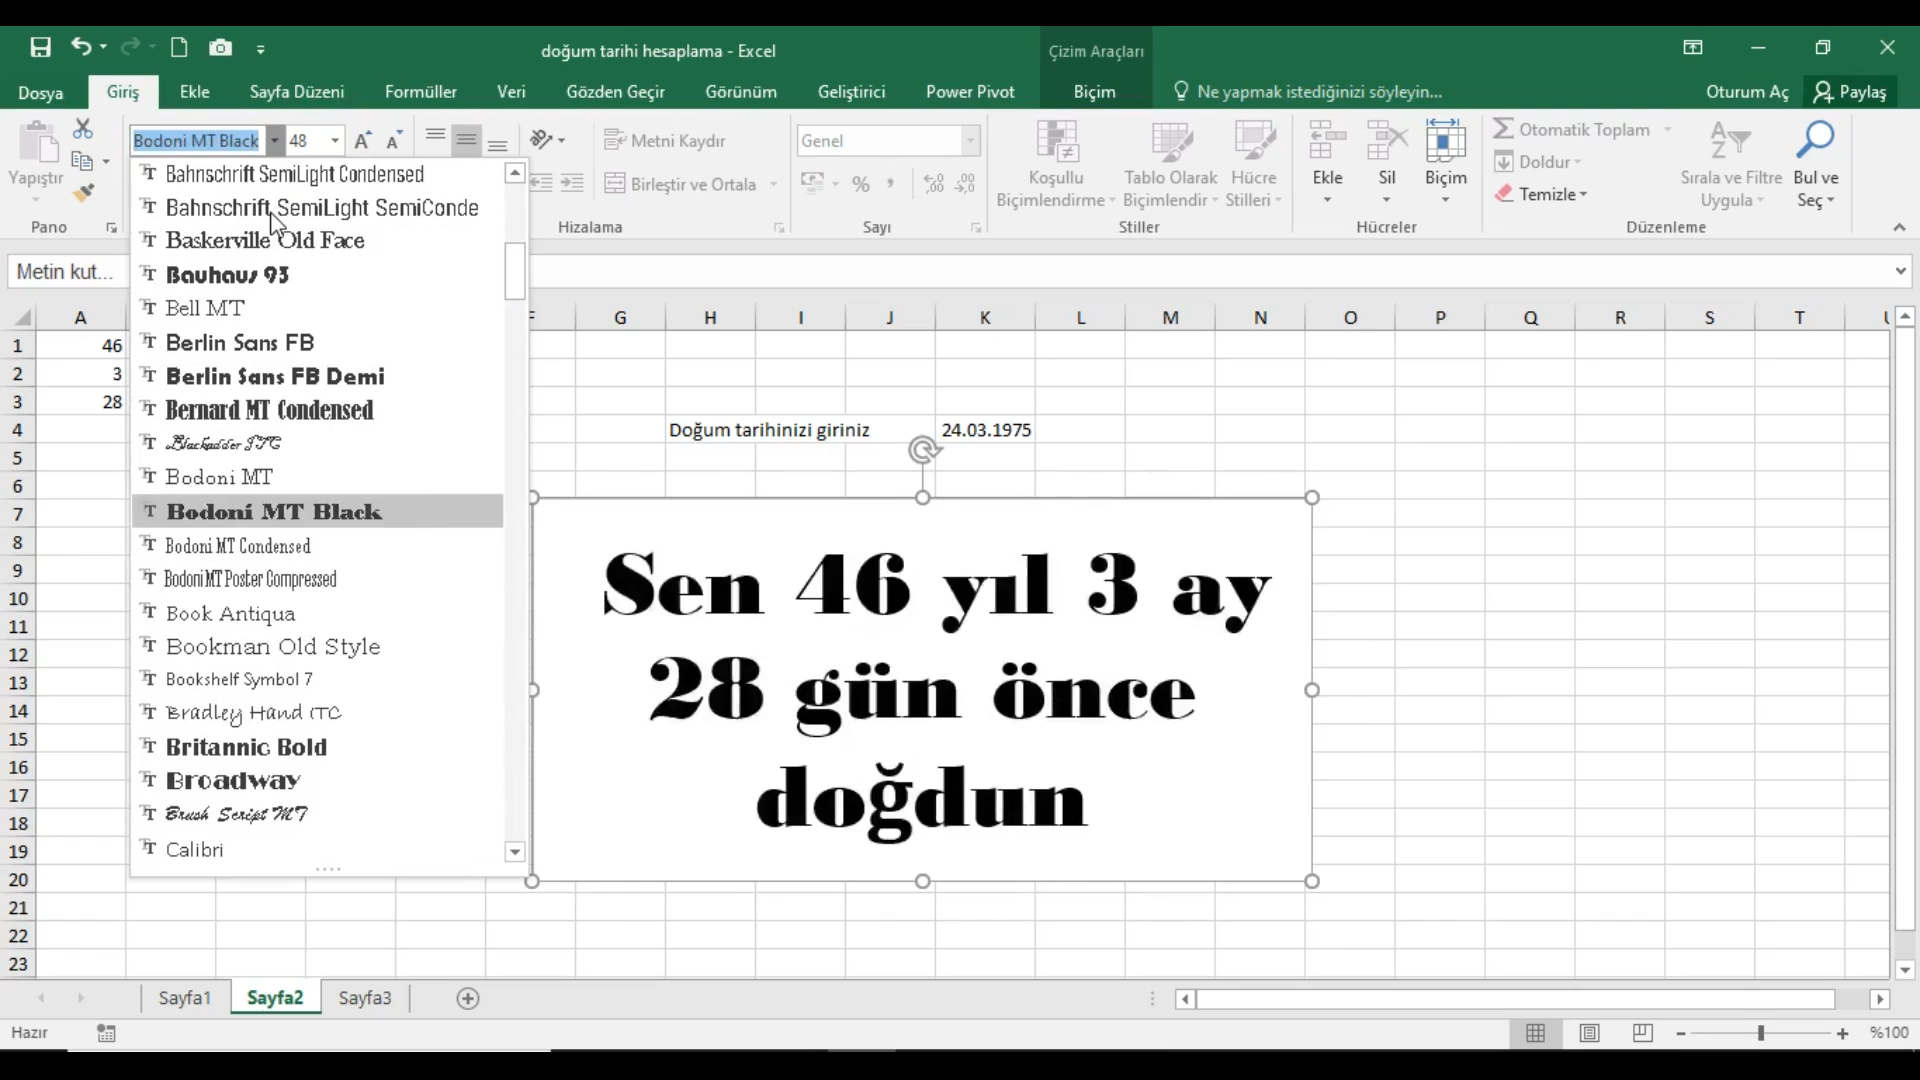 doğum tarihi hesaplama - Excel
Çizim Araçları
Dosya Giriş Ekle Sayfa Düzeni Formüller Veri Gözden Geçir Görünüm Geliştirici Power Pivot Biçim Ne yapmak istediğinizi söyleyin... Oturum Aç Paylaş
Bodoni MT Black 48 Metni Kaydır Genel Otomatik Toplam
Yapıştır Birleştir ve Ortala % Koşullu Biçimlendirme Tablo Olarak Biçimlendir Hücre Stilleri Ekle Sil Biçim Doldur Temizle Sırala ve Filtre Uygula Bul ve Seç
Pano Hizalama Sayı Stiller Hücreler Düzenleme
Metin kut...
Bahnschrift SemiLight Condensed
Bahnschrift SemiLight SemiConde
Baskerville Old Face
Bauhaus 93
Bell MT
Berlin Sans FB
Berlin Sans FB Demi
Bernard MT Condensed
Blackadder ITC
Bodoni MT
Bodoni MT Black
Bodoni MT Condensed
Bodoni MT Poster Compressed
Book Antiqua
Bookman Old Style
Bookshelf Symbol 7
Bradley Hand ITC
Britannic Bold
Broadway
Brush Script MT
Calibri
A F G H I J K L M N O P Q R S T
1 46
2 3
3 28
4 Doğum tarihinizi giriniz 24.03.1975
5
6
7
8
9
10
11
12
13
14
15
16
17
18
19
20
21
22
23
Sen 46 yıl 3 ay
28 gün önce
doğdun
Sayfa1 Sayfa2 Sayfa3
Hazır %100